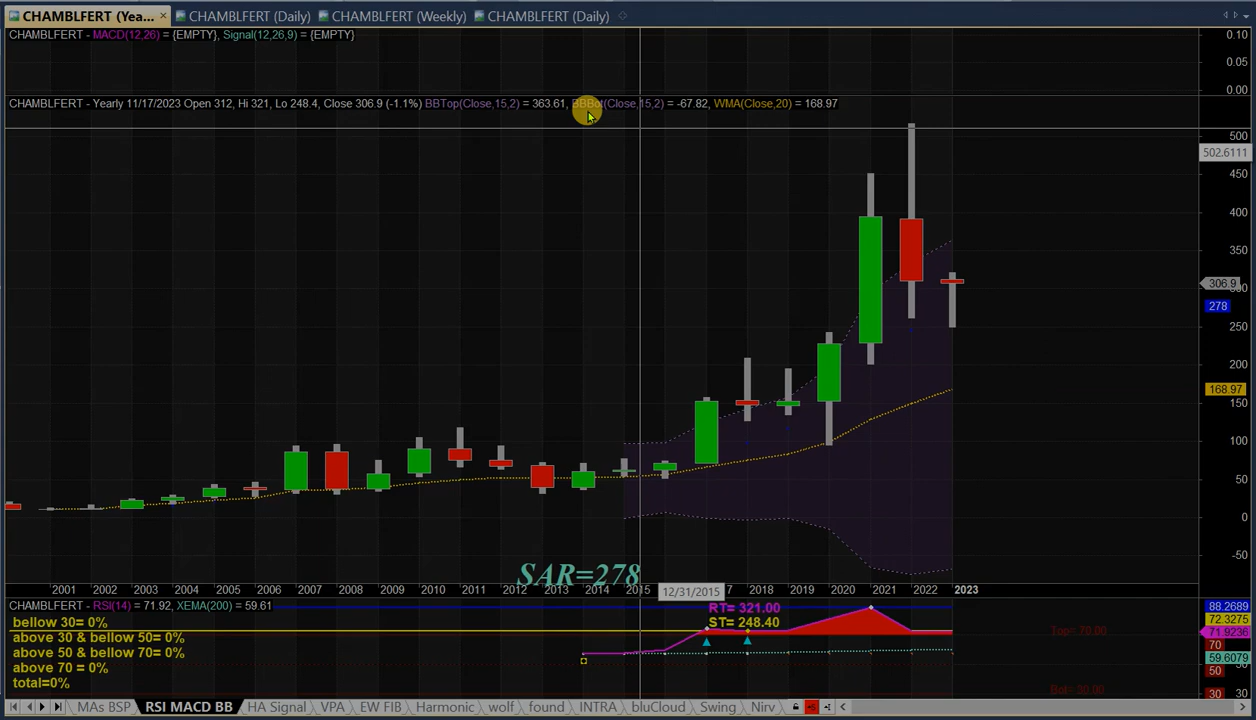 CHAMBLFERT (Yea... × CHAMBLFERT (Daily) CHAMBLFERT (Weekly) CHAMBLFERT (Daily)
CHAMBLFERT - MACD(12,26) = {EMPTY}, Signal(12,26,9) = {EMPTY}
0.10
0.05
0.00
CHAMBLFERT - Yearly 11/17/2023 Open 312, Hi 321, Lo 248.4, Close 306.9 (-1.1%) BBTop(Close,15,2) = 363.61, BBBot(Close,15,2) = -67.82, WMA(Close,20) = 168.97
500
502.6111
450
400
350
306.9
278
250
200
168.97
150
100
50
0
-50
SAR=278
2001 2002 2003 2004 2005 2006 2007 2008 2009 2010 2011 2012 2013 2014 2015 12/31/2015 7 2018 2019 2020 2021 2022 2023
CHAMBLFERT - RSI(14) = 71.92, XEMA(200) = 59.61
bellow 30= 0%
above 30 & bellow 50= 0%
above 50 & bellow 70= 0%
above 70 = 0%
total=0%
RT= 321.00
ST= 248.40
Top= 70.00
Bot= 30.00
88.2689
72.3275
71.9236
70
59.6079
50
30
MAs BSP RSI MACD BB HA Signal VPA EW FIB Harmonic wolf found INTRA bluCloud Swing Nirv